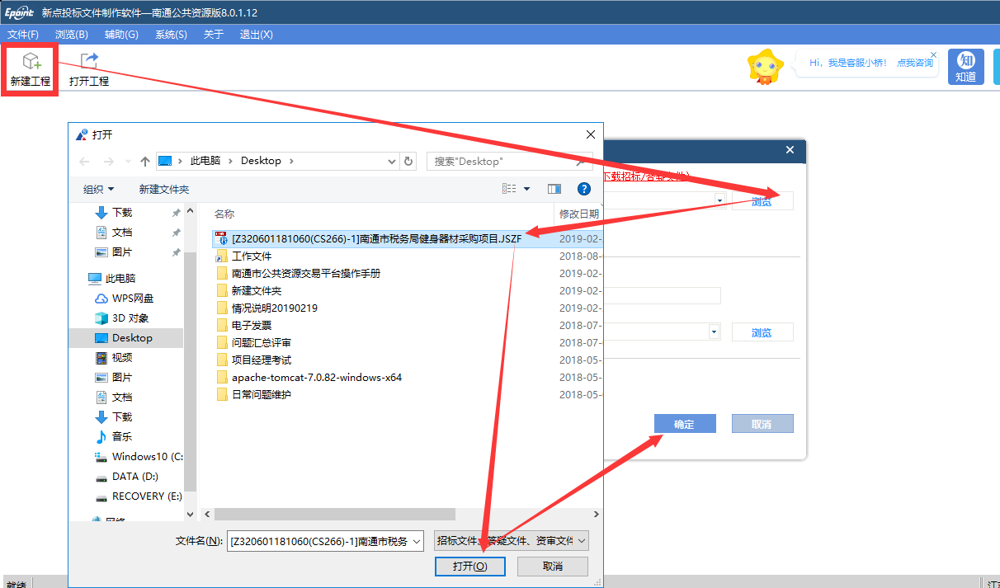 Epoint 新点投标文件制作软件—南通公共资源版8.0.1.12
文件(F) 浏览(B) 辅助(G) 系统(S) 关于 退出(X)
新建工程 打开工程
Hi，我是客服小桥！ 点我咨询
知
知道
打开
此电脑 Desktop
搜索"Desktop"
组织 新建文件夹
下载招标/答疑文件)
浏览
名称 修改日期
下载
文档
图片
此电脑
WPS网盘
3D 对象
Desktop
视频
图片
文档
下载
音乐
Windows10 (C:
DATA (D:)
RECOVERY (E:)
网络
[Z320601181060(CS266)-1]南通市税务局健身器材采购项目.JSZF 2019-02-
工作文件 2018-08-
南通市公共资源交易平台操作手册 2019-02-
新建文件夹 2019-02-
情况说明20190219 2019-02-
电子发票 2018-07-
问题汇总评审 2018-07-
项目经理考试 2018-05-
apache-tomcat-7.0.82-windows-x64 2018-05-
日常问题维护 2018-05-
浏览
确定 取消
文件名(N): [Z320601181060(CS266)-1]南通市税务 招标文件、答疑文件、资审文件
打开(O) 取消
就绪